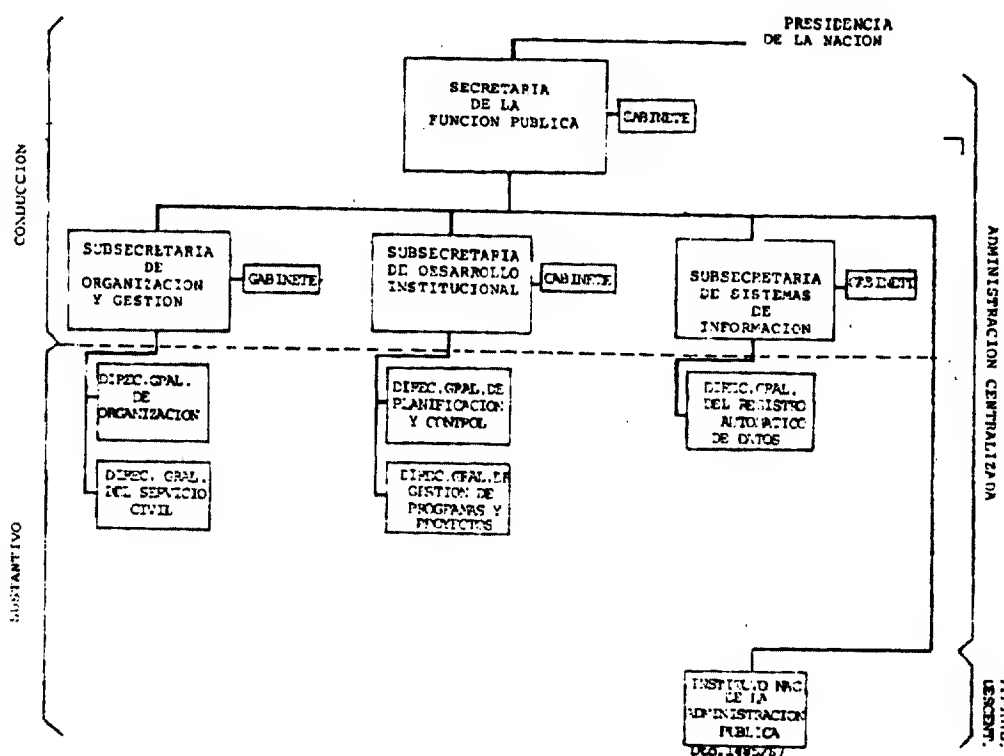 PRESIDENCIA
DE LA NACION
SECRETARIA
DE LA
FUNCION PUBLICA
GABINETE
CONDUCCION
SUBSECRETARIA
DE
ORGANIZACION
Y GESTION
GABINETE
SUBSECRETARIA
DE DESARROLLO
INSTITUCIONAL
GABINETE
SUBSECRETARIA
DE SISTEMAS
DE
INFORMACION
GABINETE
ADMINISTRACION CENTRALIZADA
DIREC.GRAL.
DE
ORGANIZACION
DIREC.GRAL.DE
PLANIFICACION
Y CONTROL
DIREC.GRAL.
DEL REGISTRO
AUTOMATICO
DE DATOS
DIREC. GRAL.
DEL SERVICIO
CIVIL
DIREC.GRAL.DE
GESTION DE
PROGRAMAS Y
PROYECTOS
SUSTANTIVO
INSTITUTO NAC
DE LA
ADMINISTRACION
PUBLICA
DESCENT.